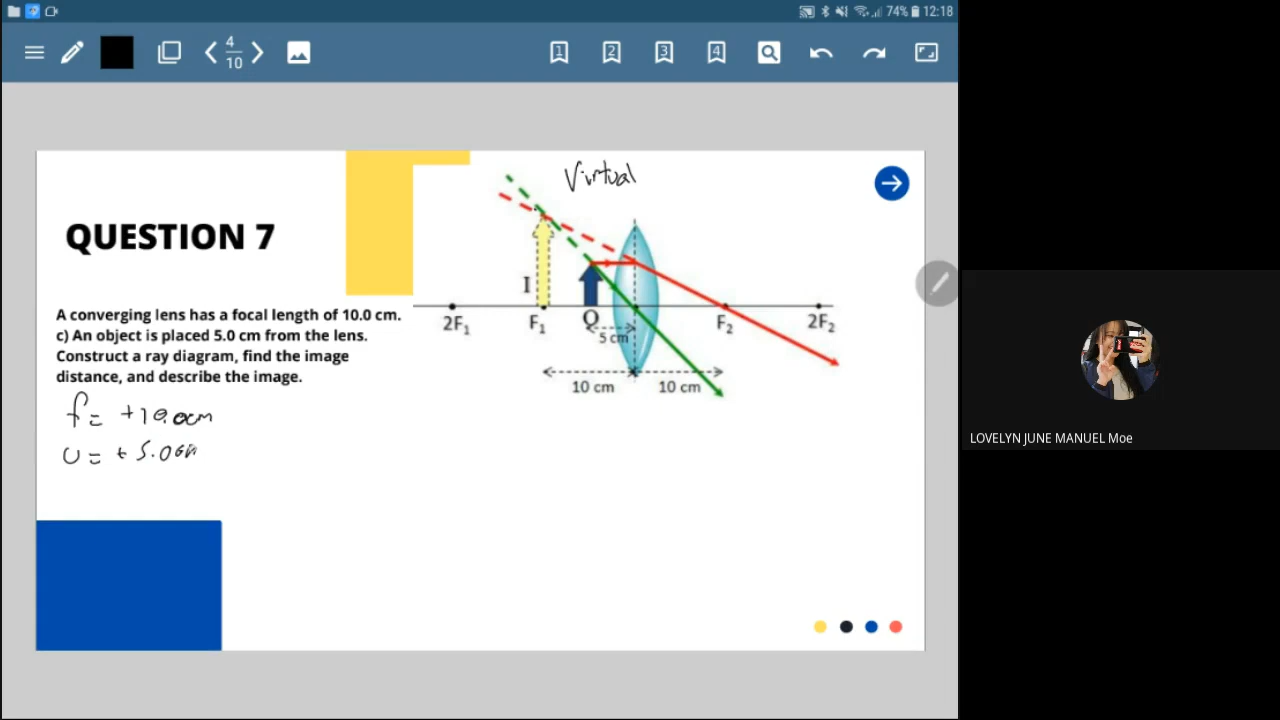 74% 12:18
4
10
1 2 3 4
Virtual
QUESTION 7
A converging lens has a focal length of 10.0 cm.
c) An object is placed 5.0 cm from the lens.
Construct a ray diagram, find the image
distance, and describe the image.
f= +10.0cm
u= +5.0cm
I
2F1 F1 O F2 2F2
5 cm
10 cm 10 cm
LOVELYN JUNE MANUEL Moe